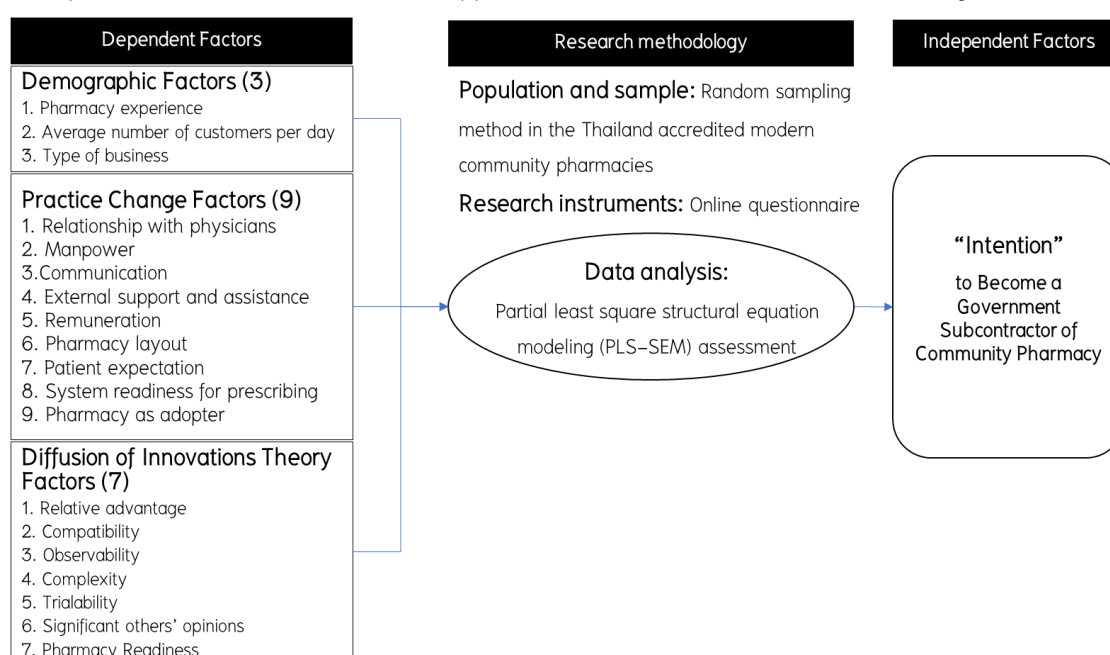 Dependent Factors
Demographic Factors (3)
1. Pharmacy experience
2. Average number of customers per day
3. Type of business
Practice Change Factors (9)
1. Relationship with physicians
2. Manpower
3.Communication
4. External support and assistance
5. Remuneration
6. Pharmacy layout
7. Patient expectation
8. System readiness for prescribing
9. Pharmacy as adopter
Diffusion of Innovations Theory
Factors (7)
1. Relative advantage
2. Compatibility
3. Observability
4. Complexity
5. Trialability
6. Significant others’ opinions
7. Pharmacy Readiness
Research methodology
Population and sample: Random sampling
method in the Thailand accredited modern
community pharmacies
Research instruments: Online questionnaire
Data analysis:
Partial least square structural equation
modeling (PLS–SEM) assessment
Independent Factors
“Intention”
to Become a
Government
Subcontractor of
Community Pharmacy